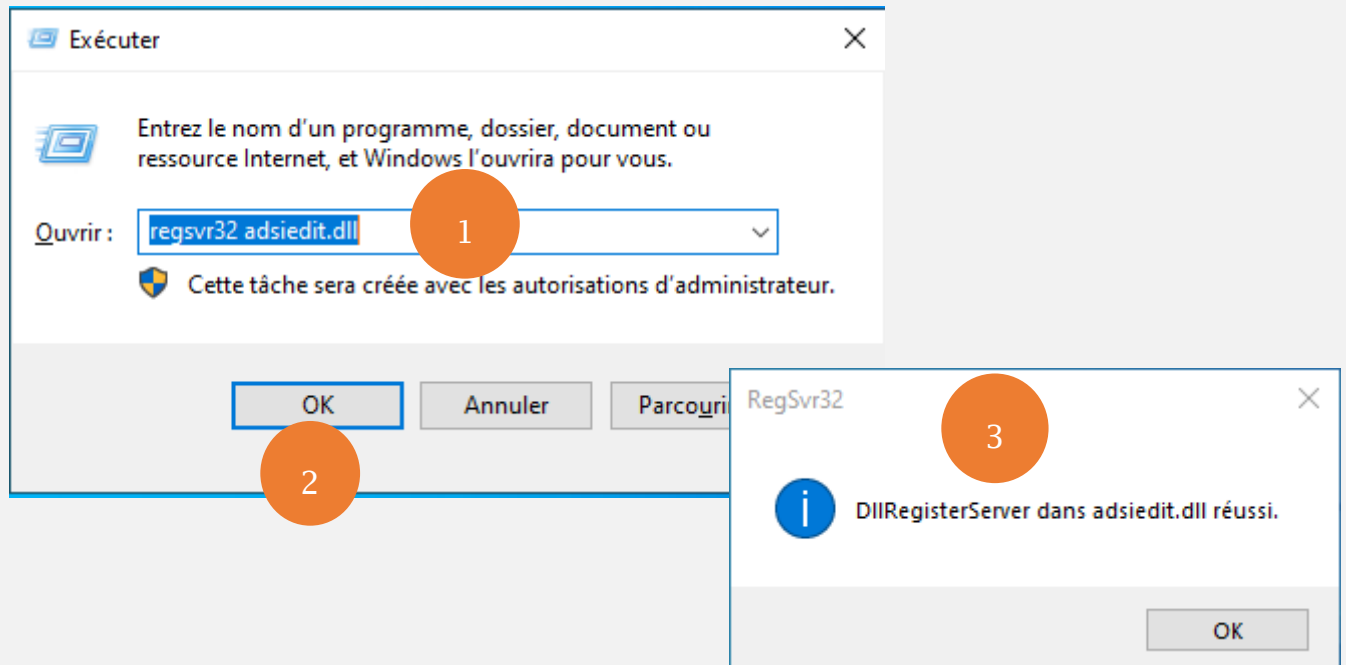 Exécuter
Entrez le nom d'un programme, dossier, document ou
ressource Internet, et Windows l'ouvrira pour vous.
Ouvrir : regsvr32 adsiedit.dll
1
Cette tâche sera créée avec les autorisations d'administrateur.
OK Annuler
2
RegSvr32
3
i
DllRegisterServer dans adsiedit.dll réussi.
OK